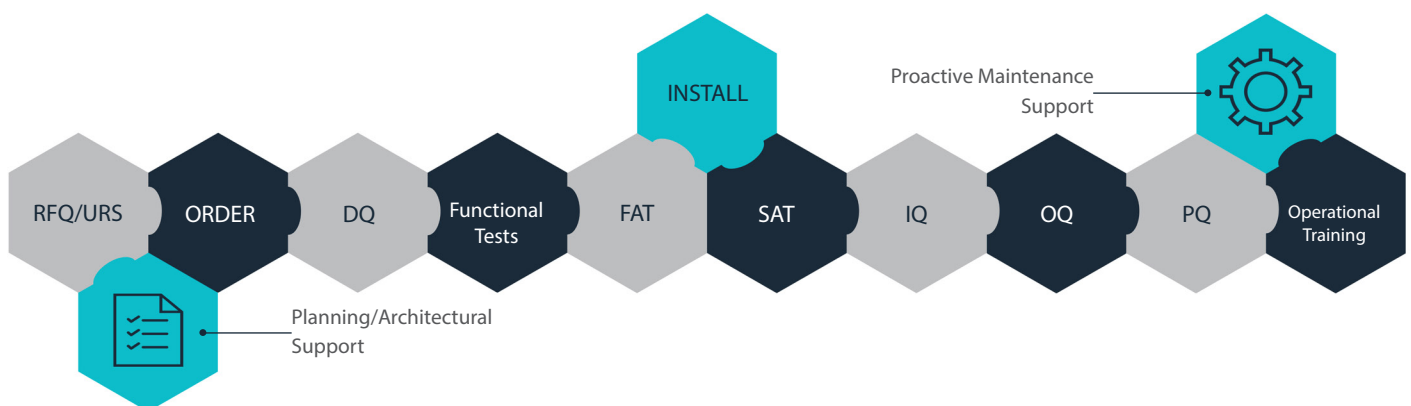 INSTALL
Proactive Maintenance
Support
RFQ/URS
ORDER
DQ
Functional
Tests
FAT
SAT
IQ
OQ
PQ
Operational
Training
Planning/Architectural
Support